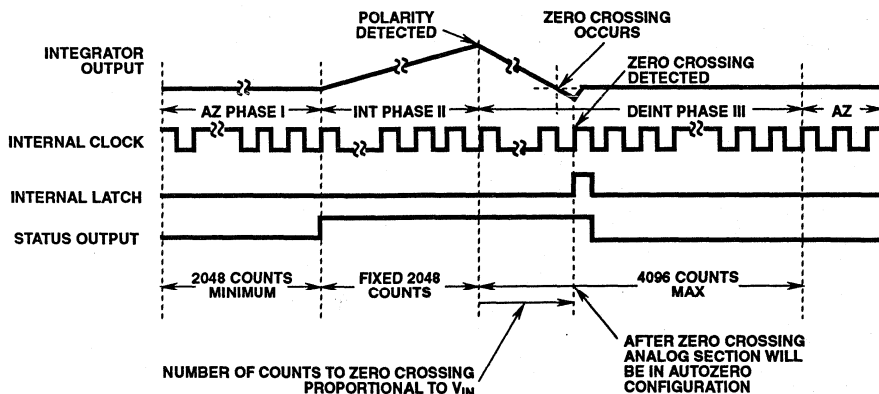 POLARITY
DETECTED
ZERO CROSSING
OCCURS
INTEGRATOR
OUTPUT
ZERO CROSSING
DETECTED
AZ PHASE I
INT PHASE II
DEINT PHASE III
AZ
INTERNAL CLOCK
INTERNAL LATCH
STATUS OUTPUT
2048 COUNTS
MINIMUM
FIXED 2048
COUNTS
4096 COUNTS
MAX
NUMBER OF COUNTS TO ZERO CROSSING
PROPORTIONAL TO VIN
AFTER ZERO CROSSING
ANALOG SECTION WILL
BE IN AUTOZERO
CONFIGURATION